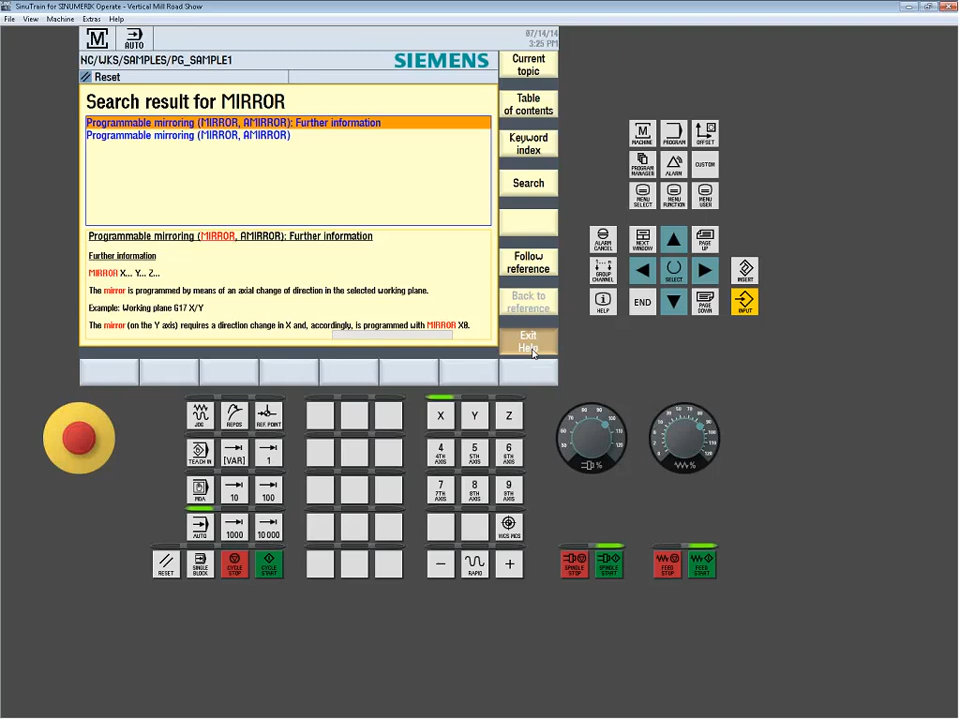 SinuTrain for SINUMERIK Operate - Vertical Mill Road Show
File View Machine Extras Help
M
AUTO
07/14/14
3:25 PM
NC/WKS/SAMPLES/PG_SAMPLE1
SIEMENS
Reset
Search result for MIRROR
Programmable mirroring (MIRROR, AMIRROR): Further information
Programmable mirroring (MIRROR, AMIRROR)
Programmable mirroring (MIRROR, AMIRROR): Further information
Further information
MIRROR X... Y... Z...
The mirror is programmed by means of an axial change of direction in the selected working plane.
Example: Working plane G17 X/Y
The mirror (on the Y axis) requires a direction change in X and, accordingly, is programmed with MIRROR X0.
Current
topic
Table
of contents
Keyword
index
Search
Follow
reference
Back to
reference
Exit
Help
M
MACHINE
PROGRAM
OFFSET
PROGRAM
MANAGER
ALARM
CUSTOM
MENU
SELECT
MENU
FUNCTION
MENU
USER
ALARM
CANCEL
NEXT
WINDOW
PAGE
UP
1...n
GROUP
CHANNEL
SELECT
INSERT
i
HELP
END
PAGE
DOWN
INPUT
JOG
REPOS
REF POINT
TEACH IN
[VAR]
1
MDA
10
100
AUTO
1000
10 000
RESET
SINGLE
BLOCK
CYCLE
STOP
CYCLE
START
X Y Z
4
4TH
AXIS
5
5TH
AXIS
6
6TH
AXIS
7
7TH
AXIS
8
8TH
AXIS
9
9TH
AXIS
WCS MCS
−
RAPID
+
SPINDLE
STOP
SPINDLE
START
FEED
STOP
FEED
START
%
%